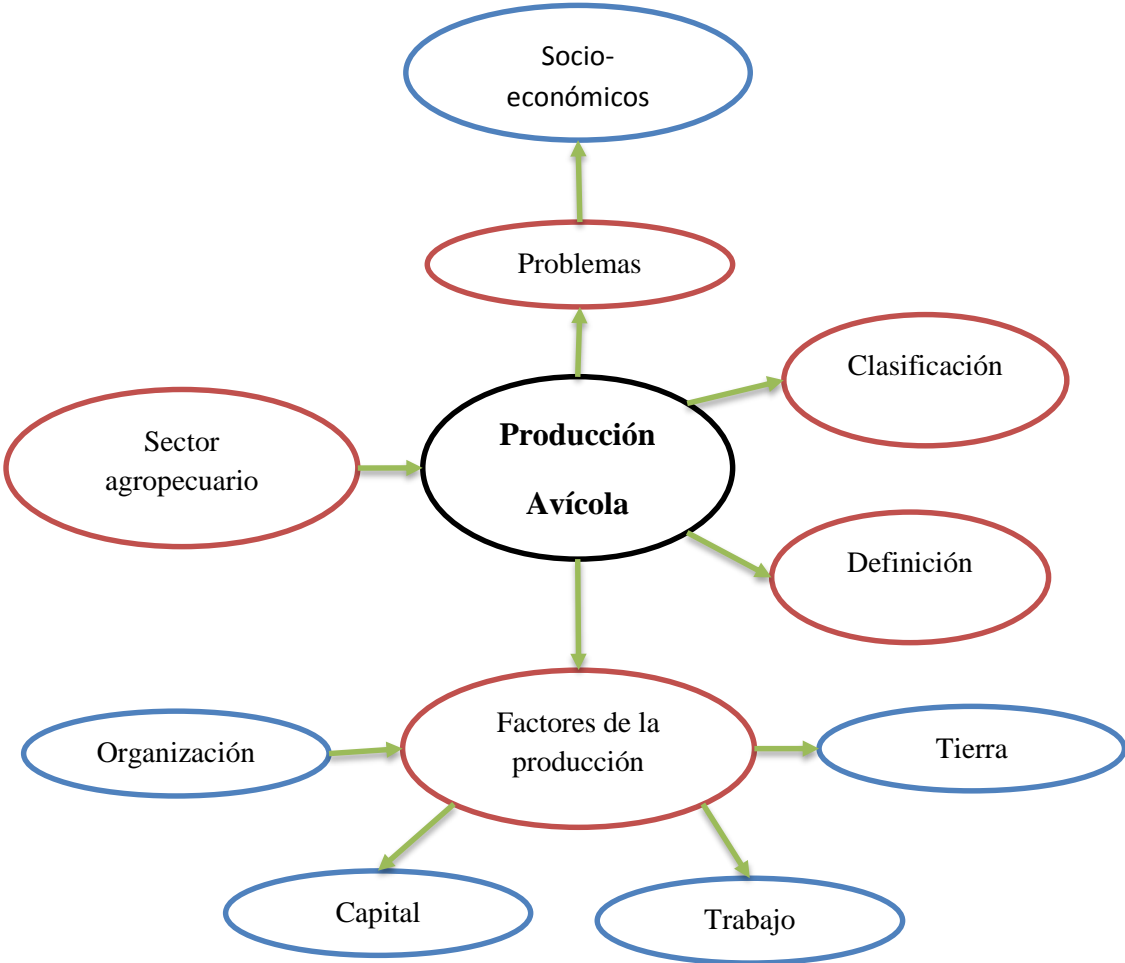 Socio-
económicos
Problemas
Clasificación
Sector
agropecuario
Producción
Avícola
Definición
Factores de la
producción
Organización
Tierra
Capital
Trabajo